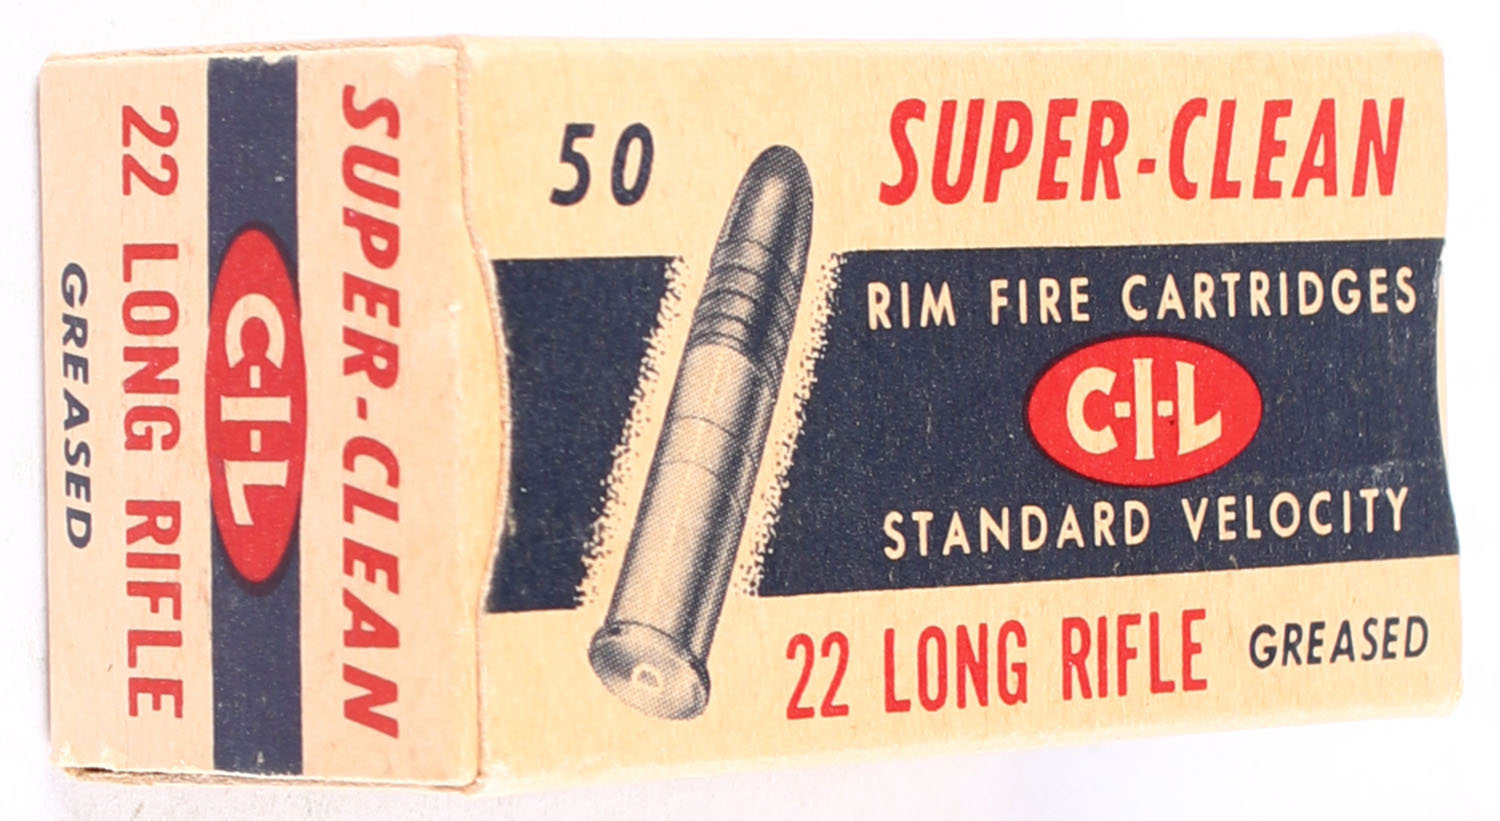 SUPER-CLEAN
C-I-L
22 LONG RIFLE
GREASED
50
SUPER-CLEAN
RIM FIRE CARTRIDGES
C-I-L
STANDARD VELOCITY
22 LONG RIFLE GREASED
D